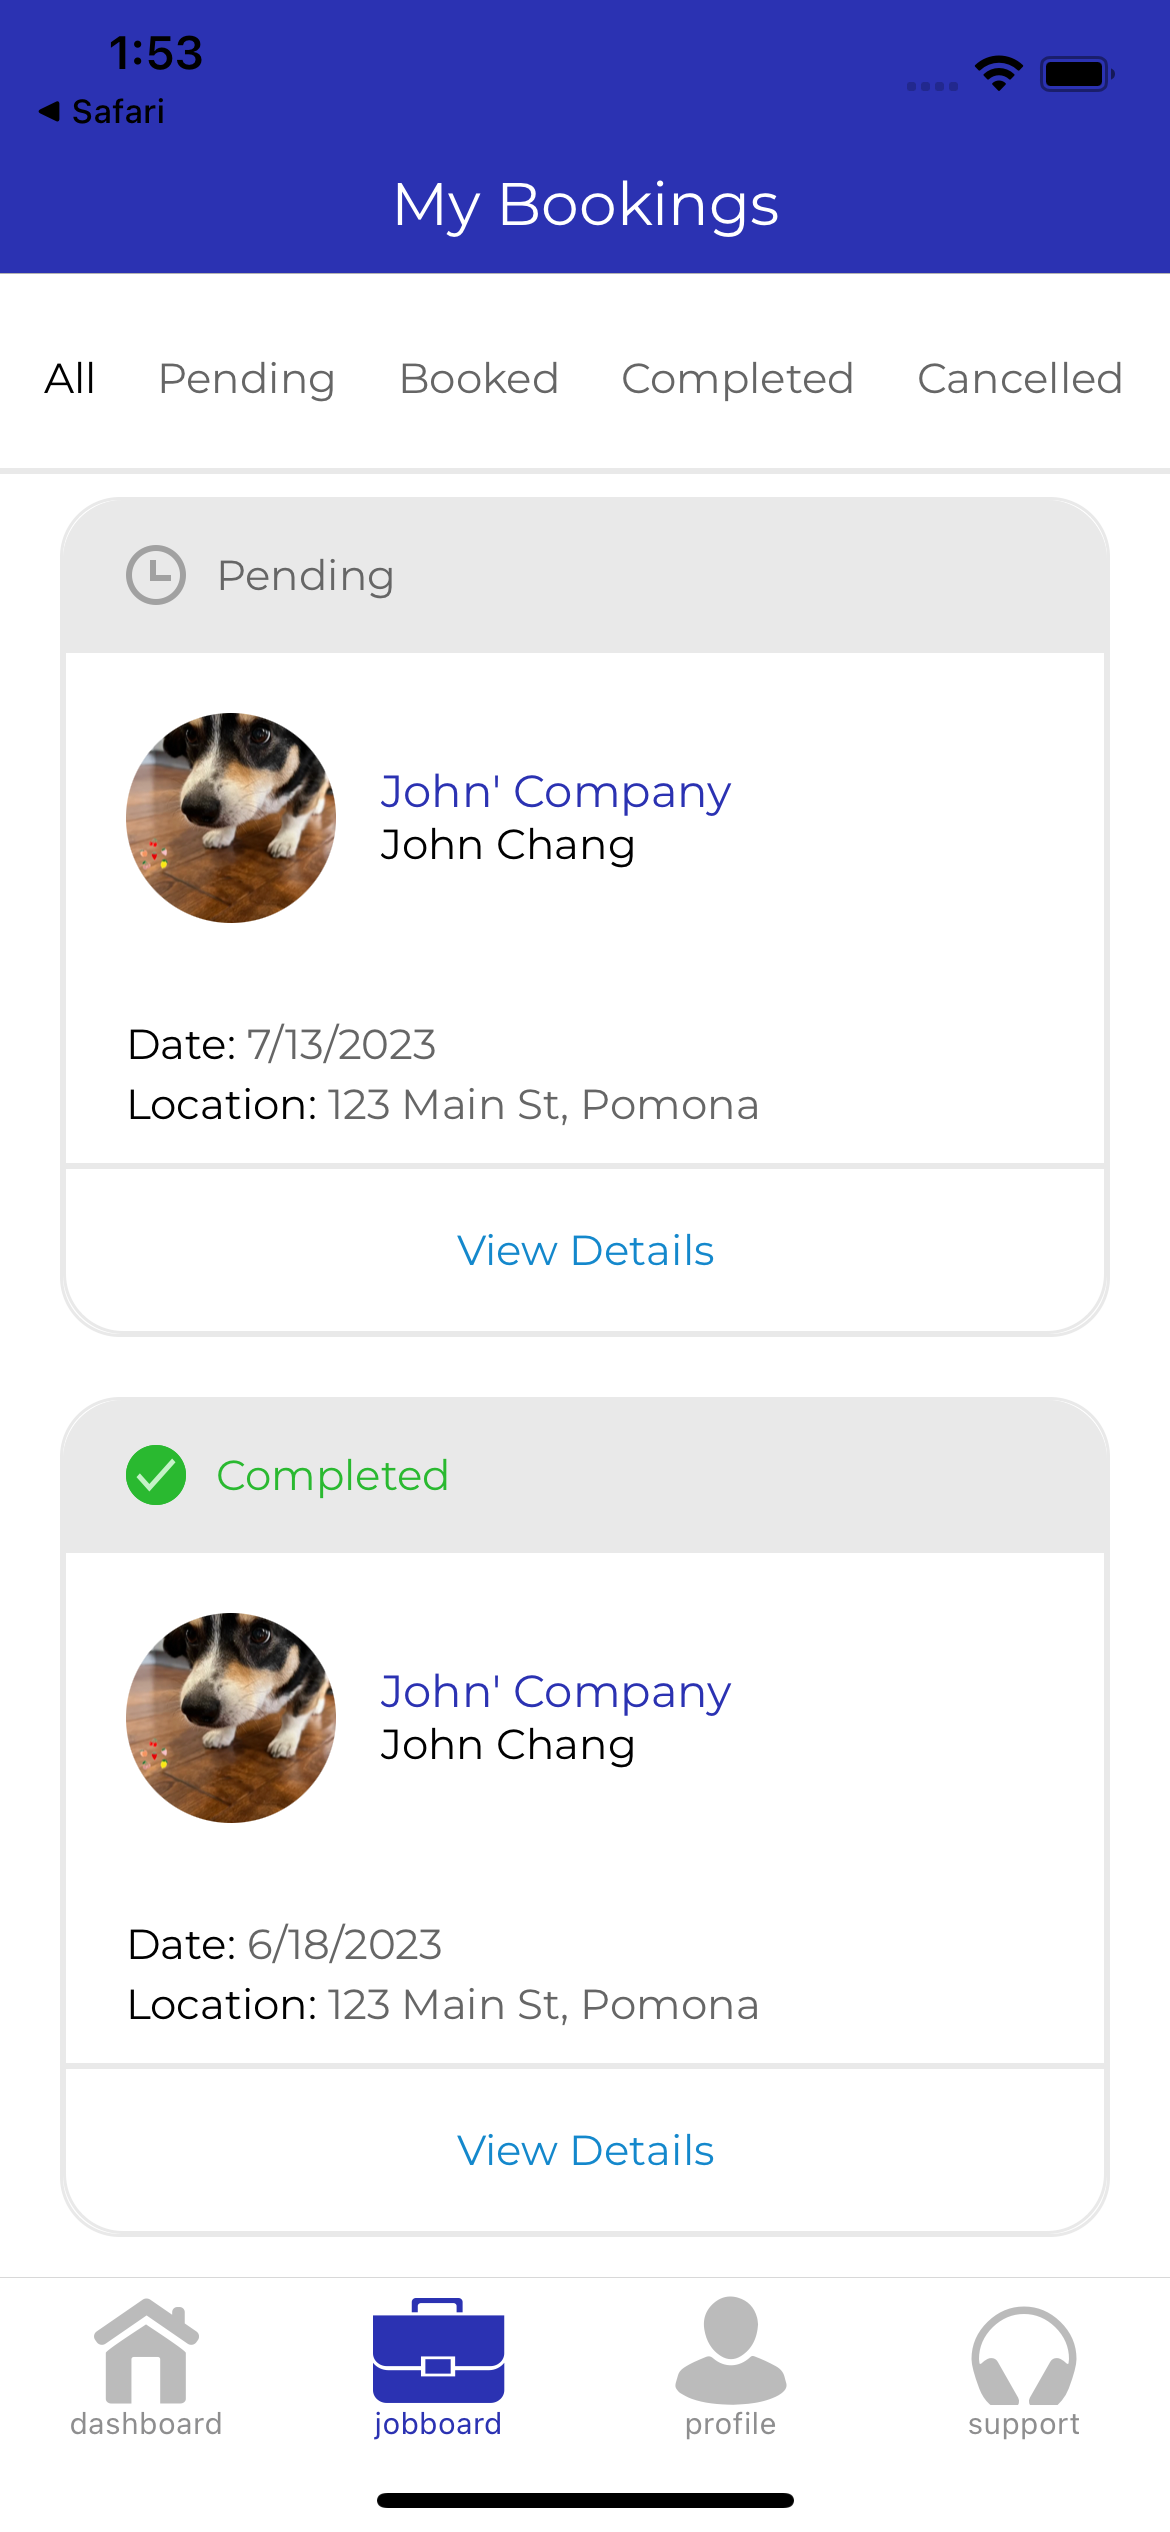 1:53
Safari
My Bookings
All Pending Booked Completed Cancelled
Pending
John' Company
John Chang
Date: 7/13/2023
Location: 123 Main St, Pomona
View Details
Completed
John' Company
John Chang
Date: 6/18/2023
Location: 123 Main St, Pomona
View Details
dashboard jobboard profile support